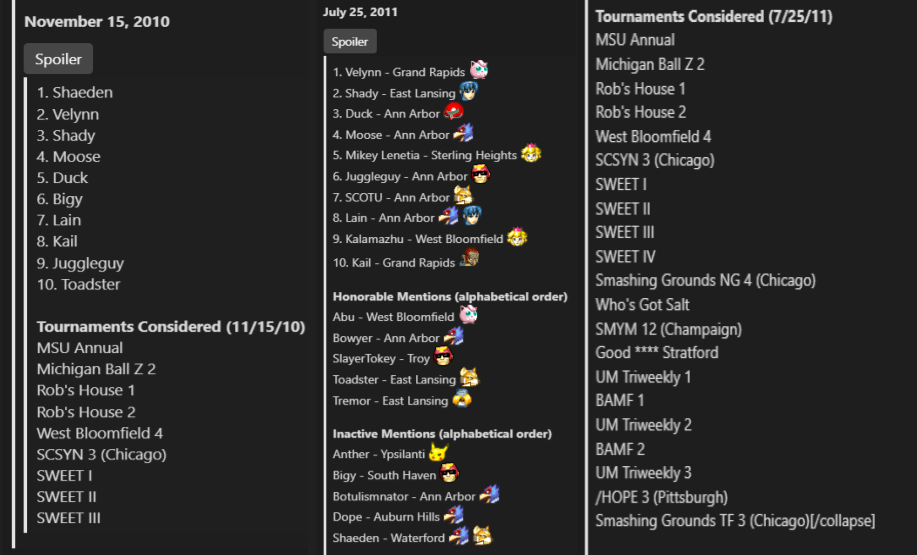 November 15, 2010
Spoiler
1. Shaeden
2. Velynn
3. Shady
4. Moose
5. Duck
6. Bigy
7. Lain
8. Kail
9. Juggleguy
10. Toadster
Tournaments Considered (11/15/10)
MSU Annual
Michigan Ball Z 2
Rob's House 1
Rob's House 2
West Bloomfield 4
SCSYN 3 (Chicago)
SWEET I
SWEET II
SWEET III
July 25, 2011
Spoiler
1. Velynn - Grand Rapids
2. Shady - East Lansing
3. Duck - Ann Arbor
4. Moose - Ann Arbor
5. Mikey Lenetia - Sterling Heights
6. Juggleguy - Ann Arbor
7. SCOTU - Ann Arbor
8. Lain - Ann Arbor
9. Kalamazhu - West Bloomfield
10. Kail - Grand Rapids
Honorable Mentions (alphabetical order)
Abu - West Bloomfield
Bowyer - Ann Arbor
SlayerTokey - Troy
Toadster - East Lansing
Tremor - East Lansing
Inactive Mentions (alphabetical order)
Anther - Ypsilanti
Bigy - South Haven
Botulismnator - Ann Arbor
Dope - Auburn Hills
Shaeden - Waterford
Tournaments Considered (7/25/11)
MSU Annual
Michigan Ball Z 2
Rob's House 1
Rob's House 2
West Bloomfield 4
SCSYN 3 (Chicago)
SWEET I
SWEET II
SWEET III
SWEET IV
Smashing Grounds NG 4 (Chicago)
Who's Got Salt
SMYM 12 (Champaign)
Good **** Stratford
UM Triweekly 1
BAMF 1
UM Triweekly 2
BAMF 2
UM Triweekly 3
/HOPE 3 (Pittsburgh)
Smashing Grounds TF 3 (Chicago)[/collapse]